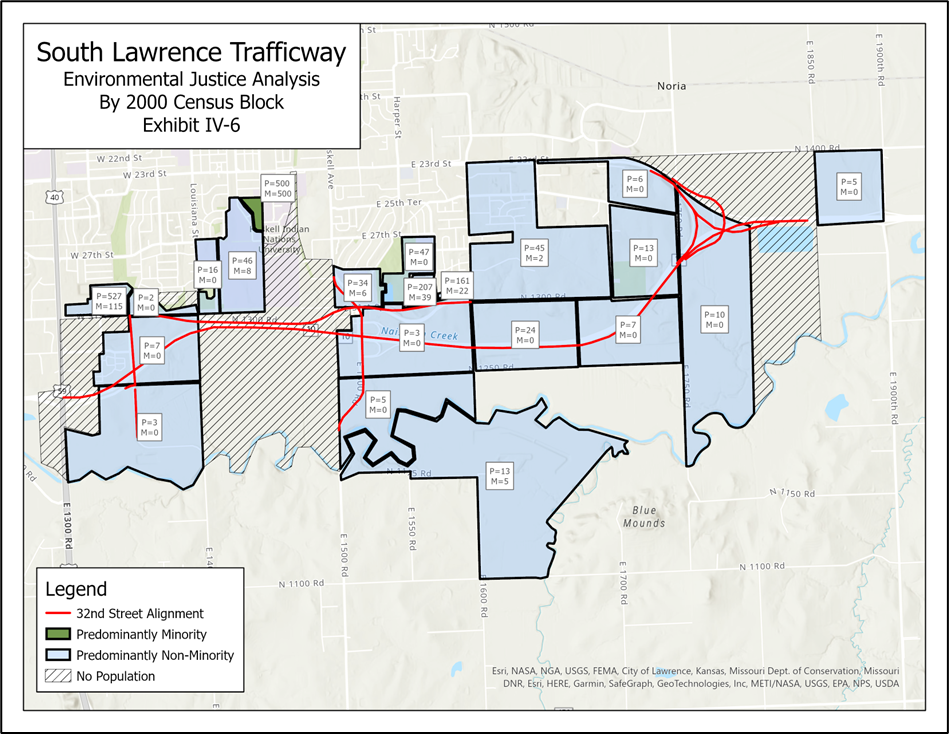 South Lawrence Trafficway
Environmental Justice Analysis
By 2000 Census Block
Exhibit IV-6
N 1500 Rd
th St
Harper St
Noria
E 1850 Rd
E 1900th Rd
W 22nd St
W 23rd St
skell Ave
E 23rd St
E 23rd St
N 1400 Rd
40
Louisiana St
P=500
M=500
E 25th Ter
P=6
M=0
P=5
M=0
skell Indian
Nations
University
E 27th St
W 27th St
P=46
M=8
P=47
M=0
P=45
M=2
P=13
M=0
P=16
M=0
P=34
M=6
P=207
M=39
P=161
M=22
P=527
M=115
P=2
M=0
N 1300 Rd
N 1300 Rd
P=10
M=0
10
10
P=7
M=0
Creek
P=3
M=0
P=24
M=0
P=7
M=0
N 1250 Rd
59
E 1750 Rd
E 1900th Rd
P=5
M=0
P=3
M=0
P=13
M=5
N 1150 Rd
Blue
Mounds
E 1300 Rd
E 1500 Rd
E 1550 Rd
E 1600 Rd
E 1700 Rd
N 1100 Rd
N 1100 Rd
Legend
32nd Street Alignment
Predominantly Minority
Predominantly Non-Minority
No Population
Esri, NASA, NGA, USGS, FEMA, City of Lawrence, Kansas, Missouri Dept. of Conservation, Missouri
DNR, Esri, HERE, Garmin, SafeGraph, GeoTechnologies, Inc, METI/NASA, USGS, EPA, NPS, USDA